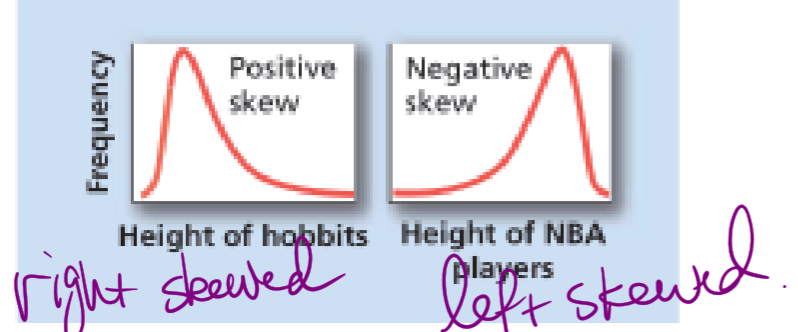 Frequency
Positive
skew
Negative
skew
Height of hobbits
Height of NBA
players
right skewed
left skewed.